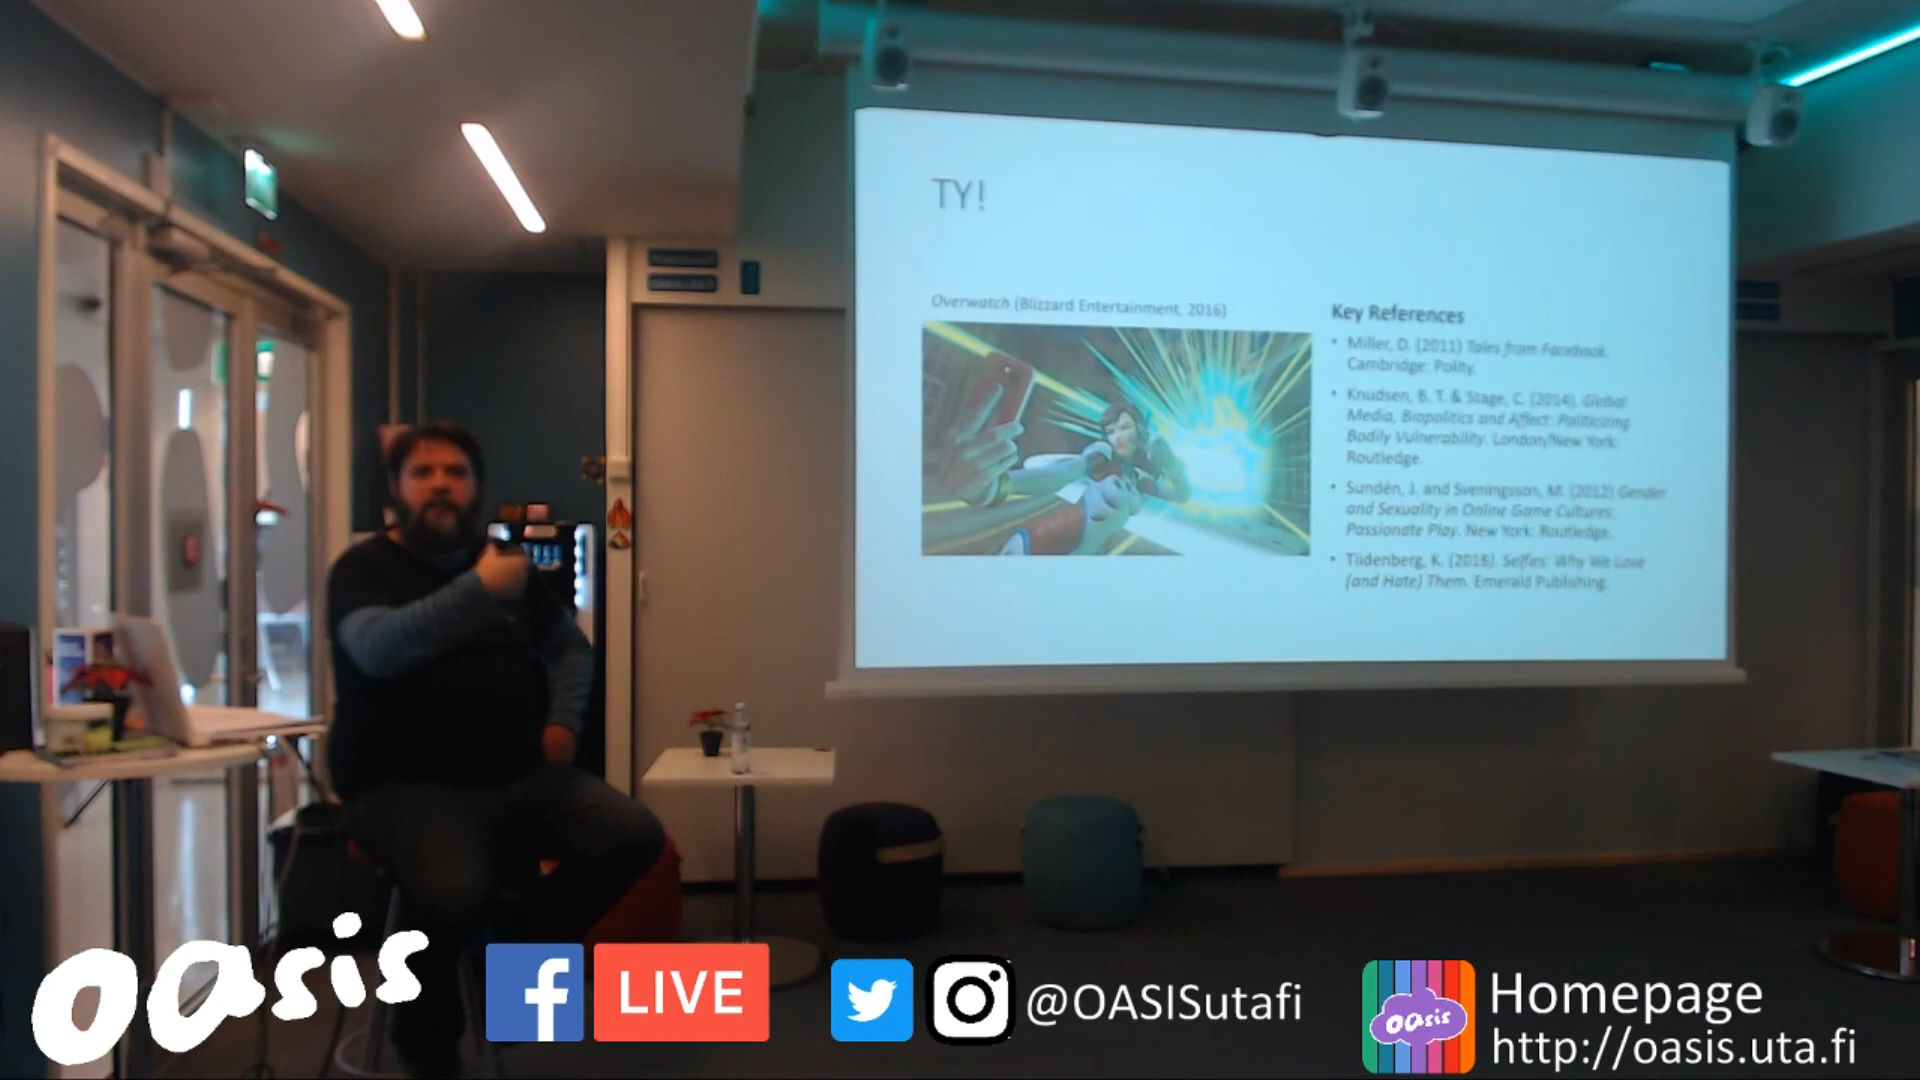 TY!
Overwatch (Blizzard Entertainment, 2016)
Key References
• Miller, D. (2011) Tales from Facebook.
Cambridge: Polity.
• Knudsen, B. T. & Stage, C. (2014). Global
Media, Biopolitics and Affect: Politicizing
Bodily Vulnerability. London/New York:
Routledge.
• Sundén, J. and Sveningsson, M. (2012) Gender
and Sexuality in Online Game Cultures:
Passionate Play. New York: Routledge.
• Tiidenberg, K. (2018). Selfies: Why We Love
(and Hate) Them. Emerald Publishing.
oasis
f LIVE
@OASISutafi
oasis
Homepage
http://oasis.uta.fi